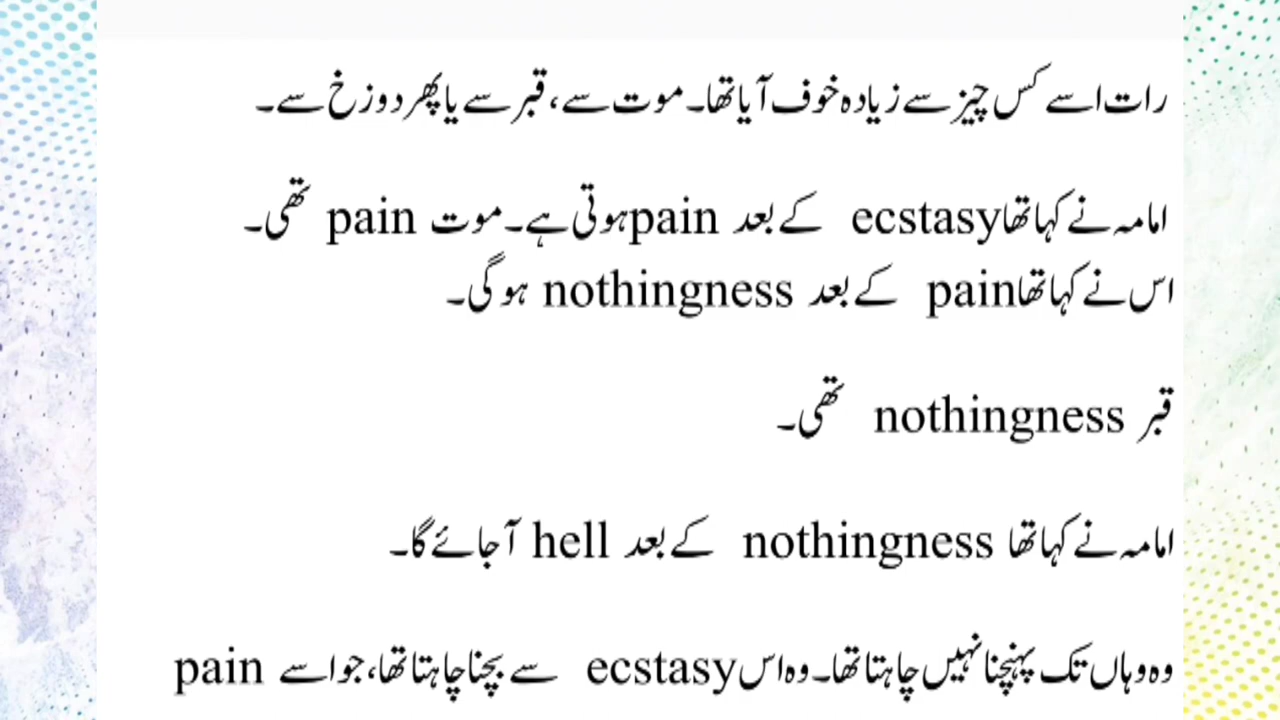 رات اسے کس چیز سے زیادہ خوف آیا تھا۔ موت سے، قبر سے یا پھر دوزخ سے۔
امامہ نے کہا تھا ecstasy کے بعد pain ہوتی ہے۔ موت pain تھی۔
اس نے کہا تھا pain کے بعد nothingness ہو گی۔
قبر nothingness تھی۔
امامہ نے کہا تھا nothingness کے بعد hell آ جائے گا۔
وہ وہاں تک پہنچنا نہیں چاہتا تھا۔ وہ اس ecstasy سے بچنا چاہتا تھا، جو اسے pain